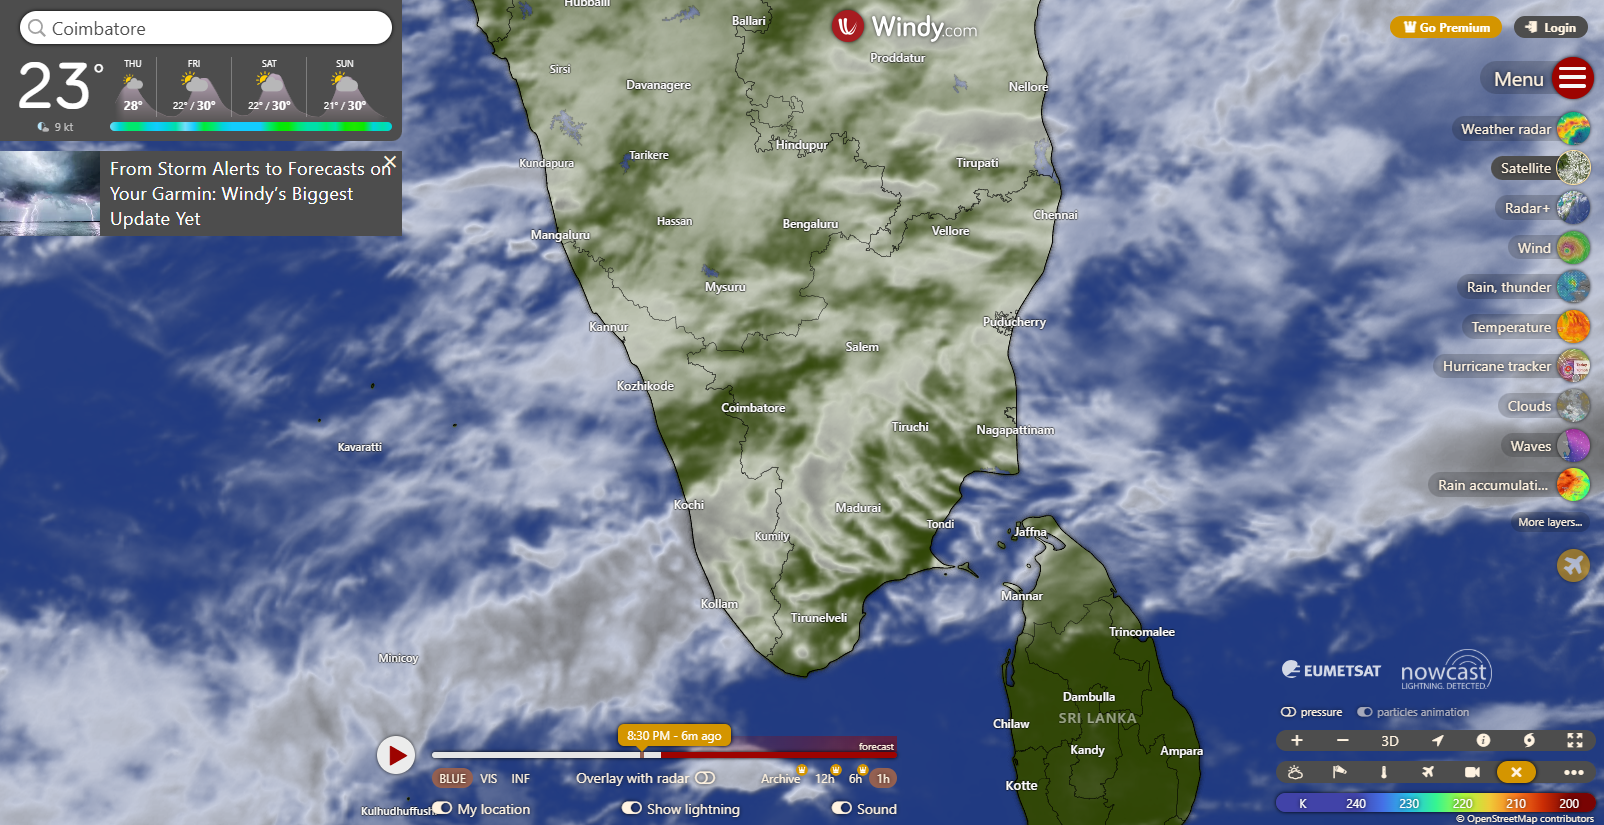 Coimbatore
23°
9 kt
THU
28°
FRI
22° / 30°
SAT
22° / 30°
SUN
21° / 30°
From Storm Alerts to Forecasts on
Your Garmin: Windy's Biggest
Update Yet
Windy.com
Go Premium
Login
Menu
Weather radar
Satellite
Radar+
Wind
Rain, thunder
Temperature
Hurricane tracker
Clouds
Waves
Rain accumulati...
More layers...
Hubballi
Ballari
Proddatur
Sirsi
Davanagere
Nellore
Hindupur
Kundapura
Tarikere
Tirupati
Hassan
Bengaluru
Chennai
Mangaluru
Vellore
Mysuru
Kannur
Puducherry
Salem
Kozhikode
Coimbatore
Tiruchi
Nagapattinam
Kavaratti
Kochi
Madurai
Tondi
Kumily
Jaffna
Kollam
Mannar
Tirunelveli
Trincomalee
Minicoy
Dambulla
SRI LANKA
Chilaw
Kandy
Ampara
Kotte
Kulhudhuffush
8:30 PM - 6m ago
forecast
BLUE
VIS
INF
Overlay with radar
Archive
12h
6h
1h
My location
Show lightning
Sound
EUMETSAT
nowcast
LIGHTNING. DETECTED.
pressure
particles animation
3D
K 240 230 220 210 200
© OpenStreetMap contributors